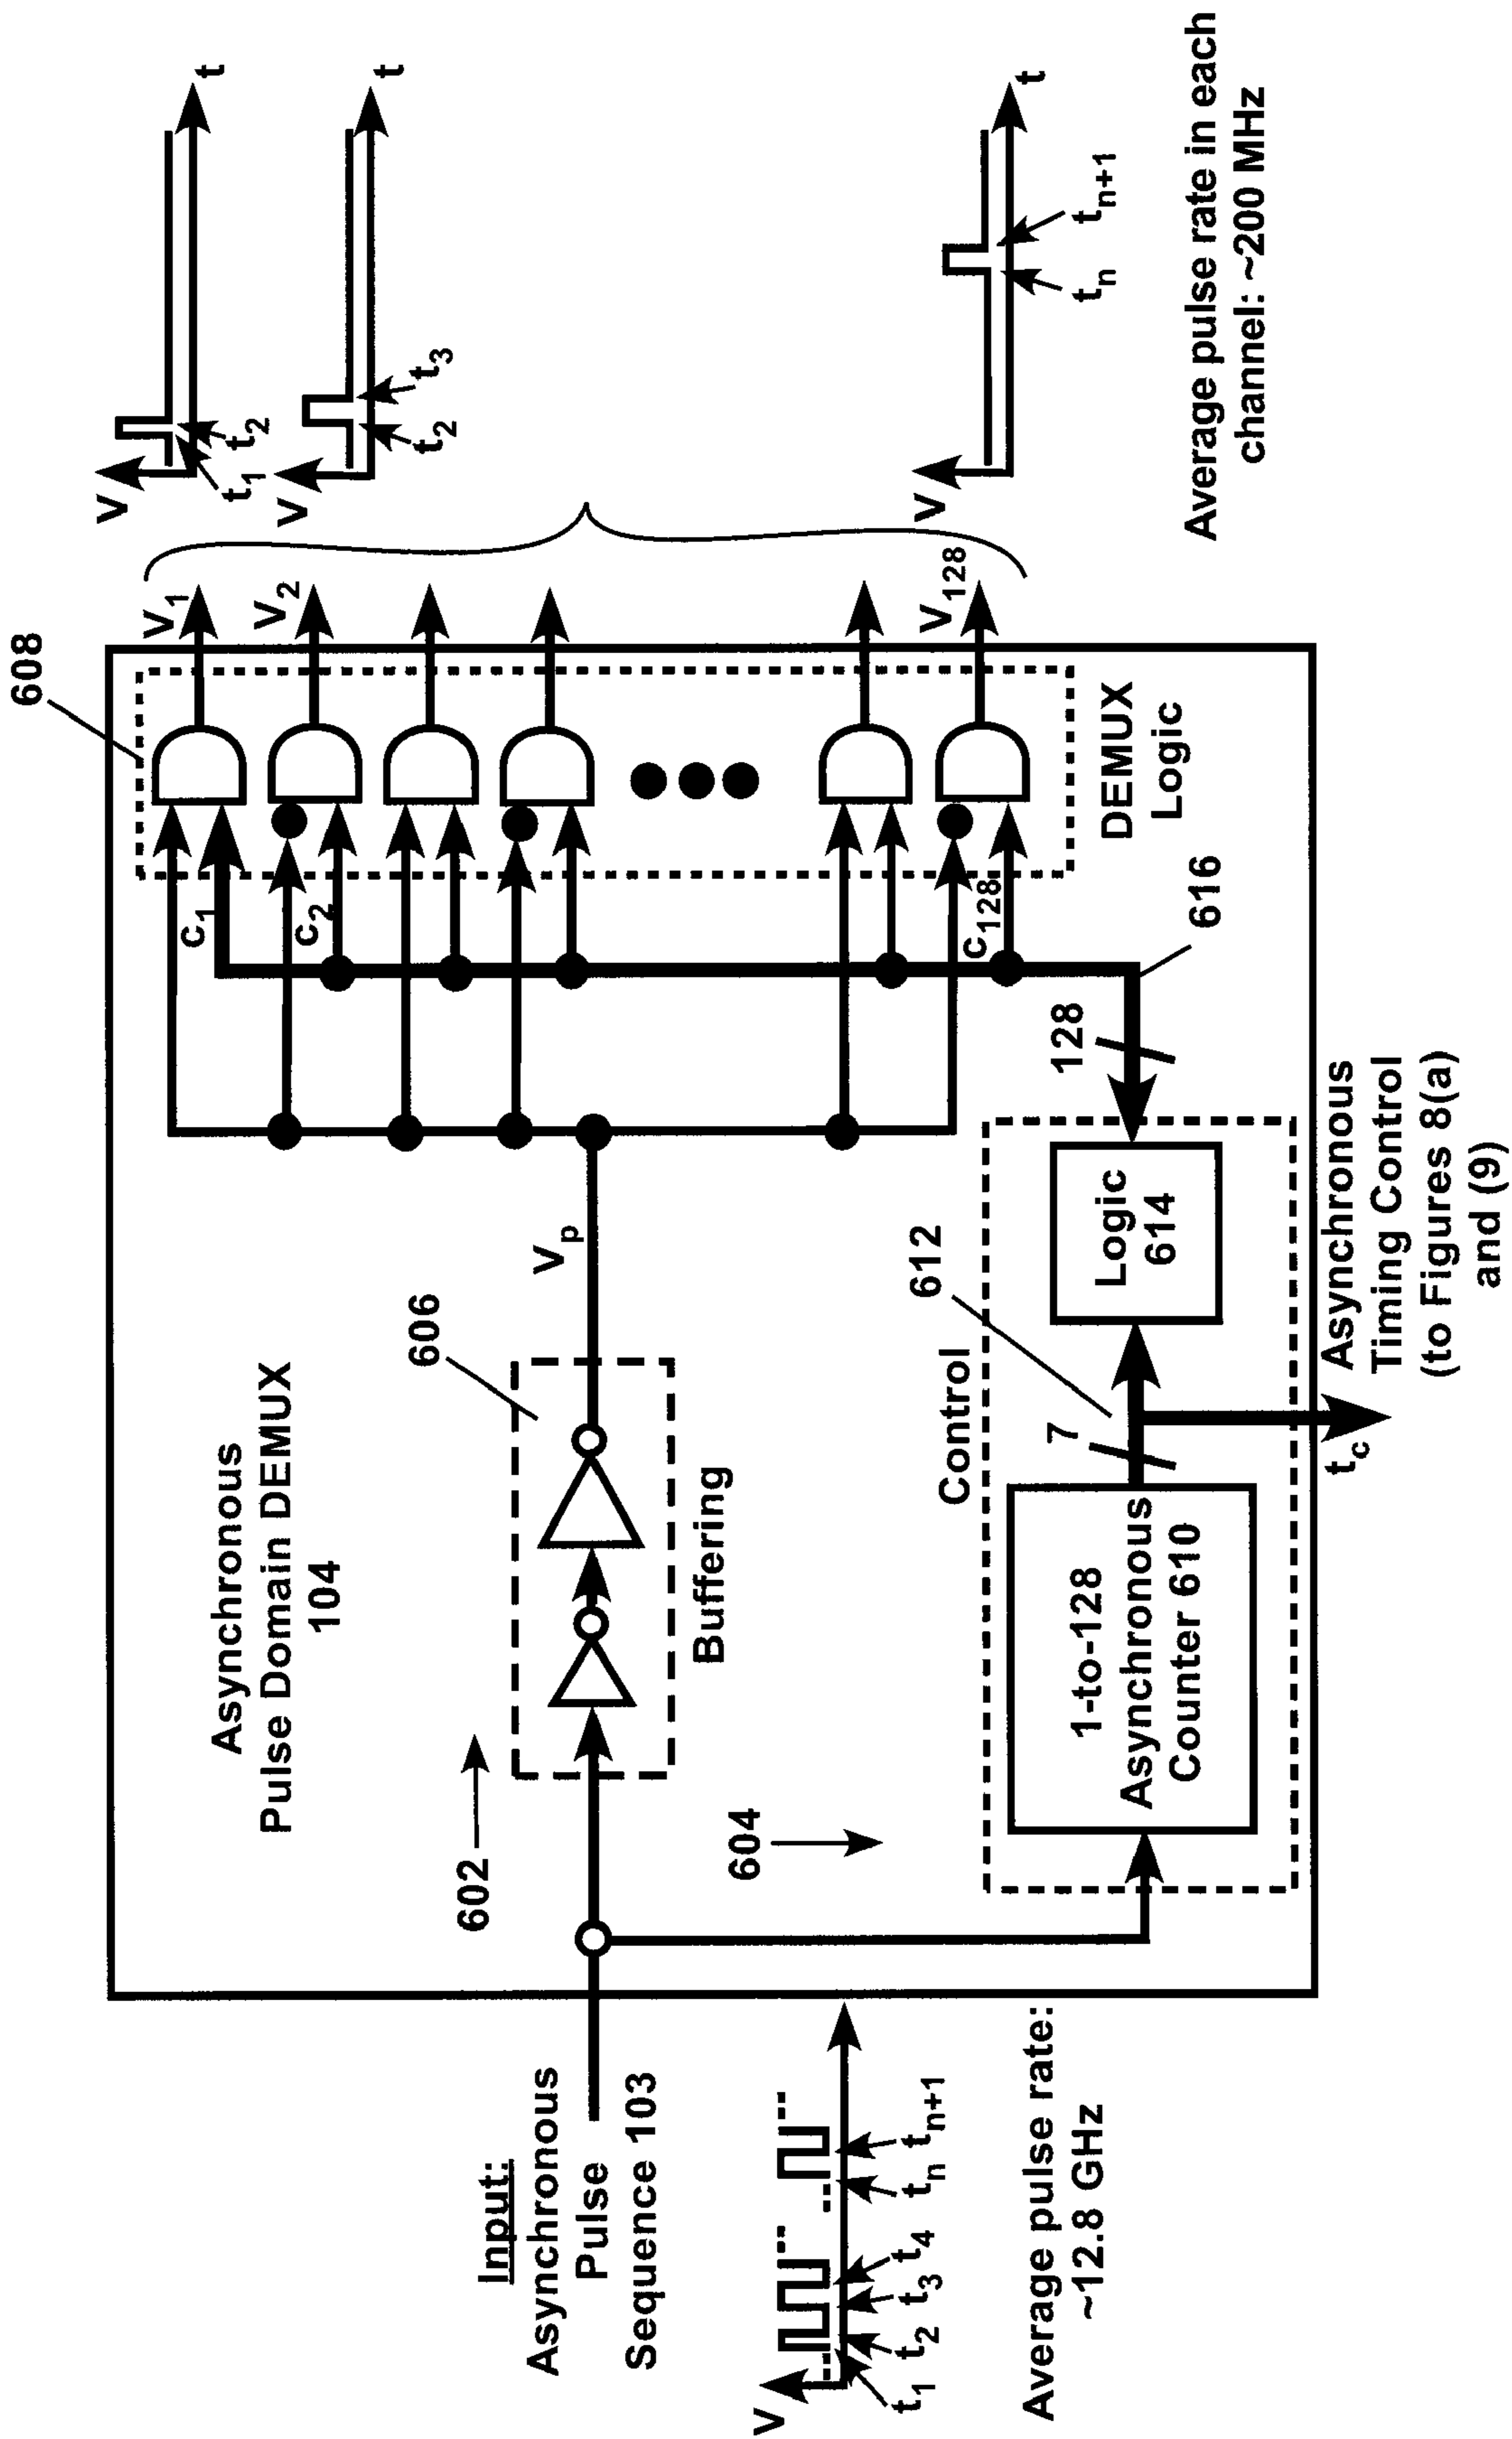 Input:
Asynchronous
Pulse
Sequence 103
V
t1 t2 t3 t4 tn tn+1
Average pulse rate:
~12.8 GHz
Asynchronous
Pulse Domain DEMUX
104
602
604
606
Buffering
Vp
608
c1
c2
c128
V1
V2
V128
DEMUX
Logic
616
128
Control
612
7
1-to-128
Asynchronous
Counter 610
Logic
614
tc
Asynchronous
Timing Control
(to Figures 8(a)
and (9)
V
t1
t2
t
V
t2
t3
t
V
tn
tn+1
t
Average pulse rate in each
channel: ~200 MHz